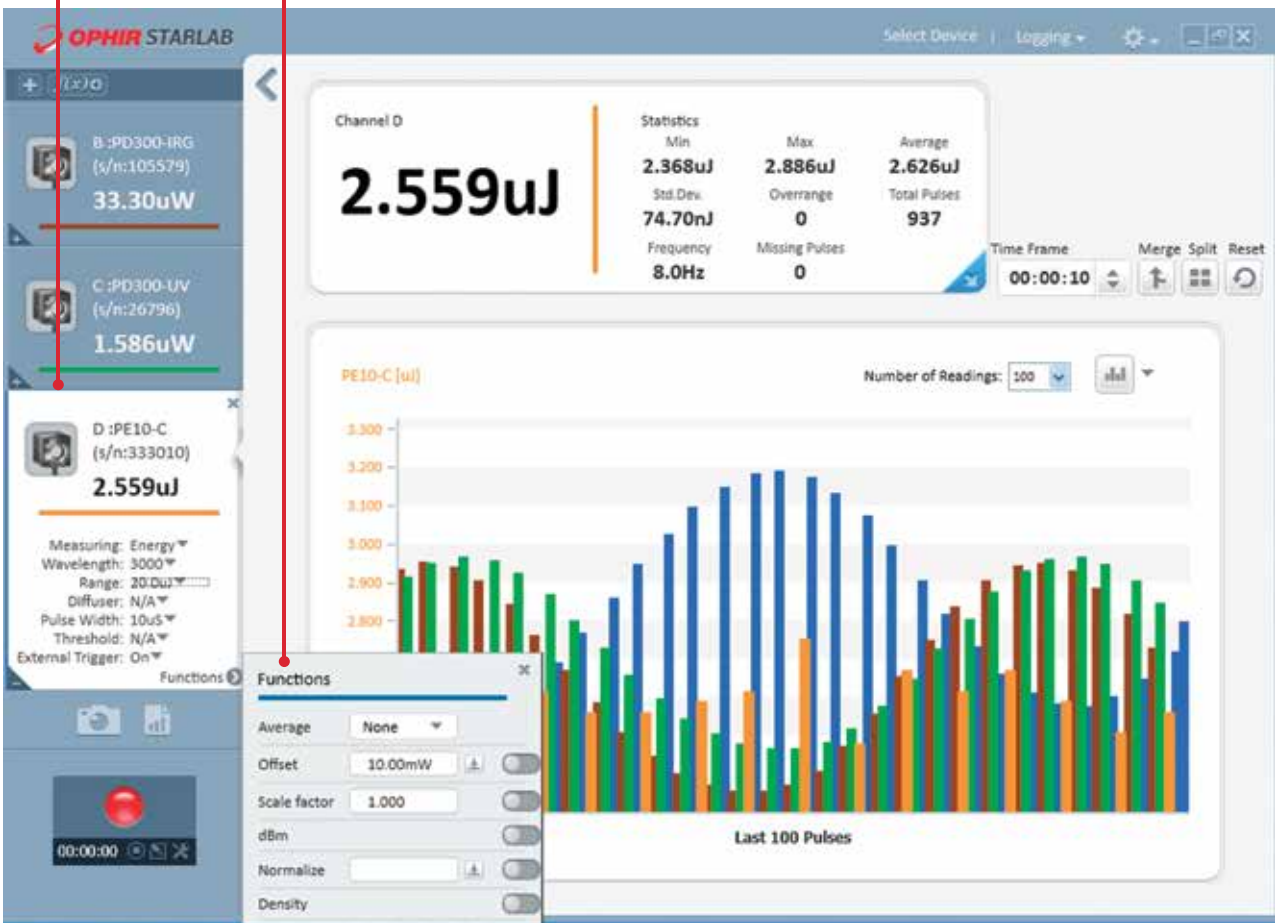 OPHIR STARLAB
Select Device | Logging
+ f(x)
B :PD300-IRG
(s/n:105579)
33.30uW
C :PD300-UV
(s/n:26796)
1.586uW
D :PE10-C
(s/n:333010)
2.559uJ
Measuring: Energy
Wavelength: 3000
Range: 20.0uJ
Diffuser: N/A
Pulse Width: 10uS
Threshold: N/A
External Trigger: On
Functions
00:00:00
Channel D
2.559uJ
Statistics
Min Max Average
2.368uJ 2.886uJ 2.626uJ
Std.Dev. Overrange Total Pulses
74.70nJ 0 937
Frequency Missing Pulses
8.0Hz 0
Time Frame Merge Split Reset
00:00:10
PE10-C [uJ]
Number of Readings: 100
3.300
3.200
3.100
3.000
2.900
2.800
Last 100 Pulses
Functions
Average None
Offset 10.00mW
Scale factor 1.000
dBm
Normalize
Density